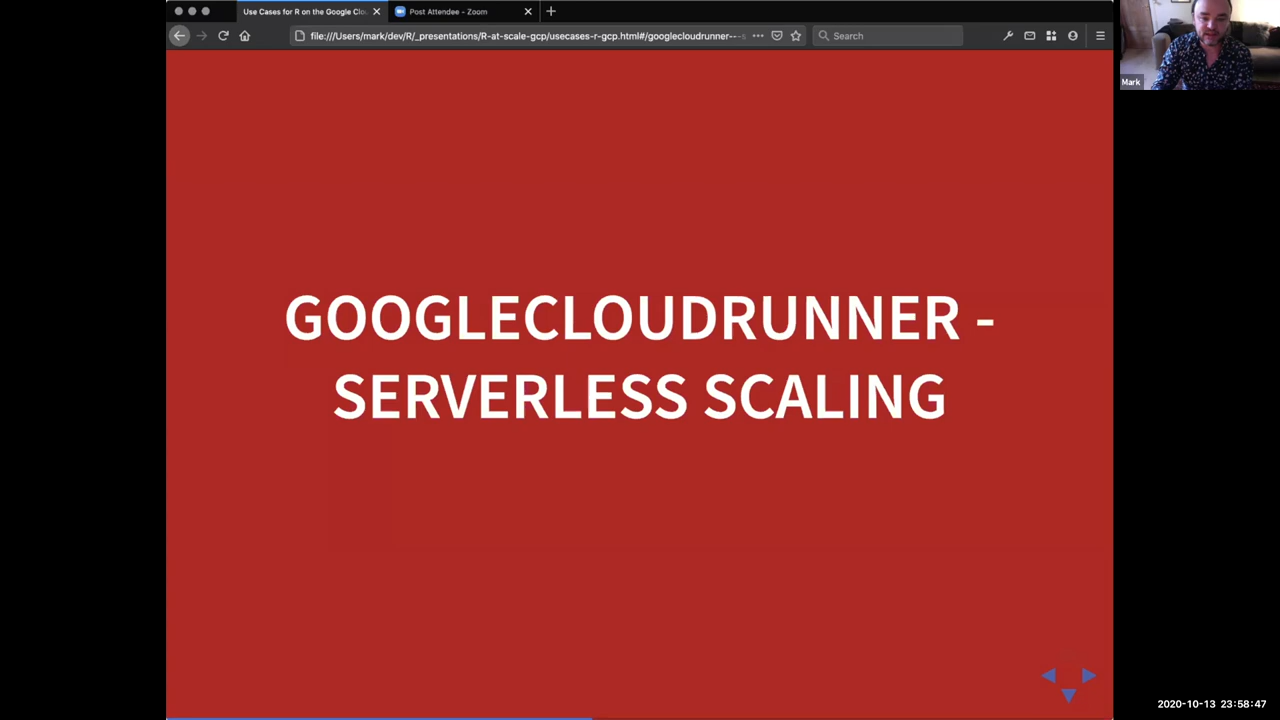 Use Cases for R on the Google Clo
Post Attendee - Zoom
file:///Users/mark/dev/R/_presentations/R-at-scale-gcp/usecases-r-gcp.html#/googlecloudrunner--s
Search
Mark
GOOGLECLOUDRUNNER -
SERVERLESS SCALING
2020-10-13 23:58:47